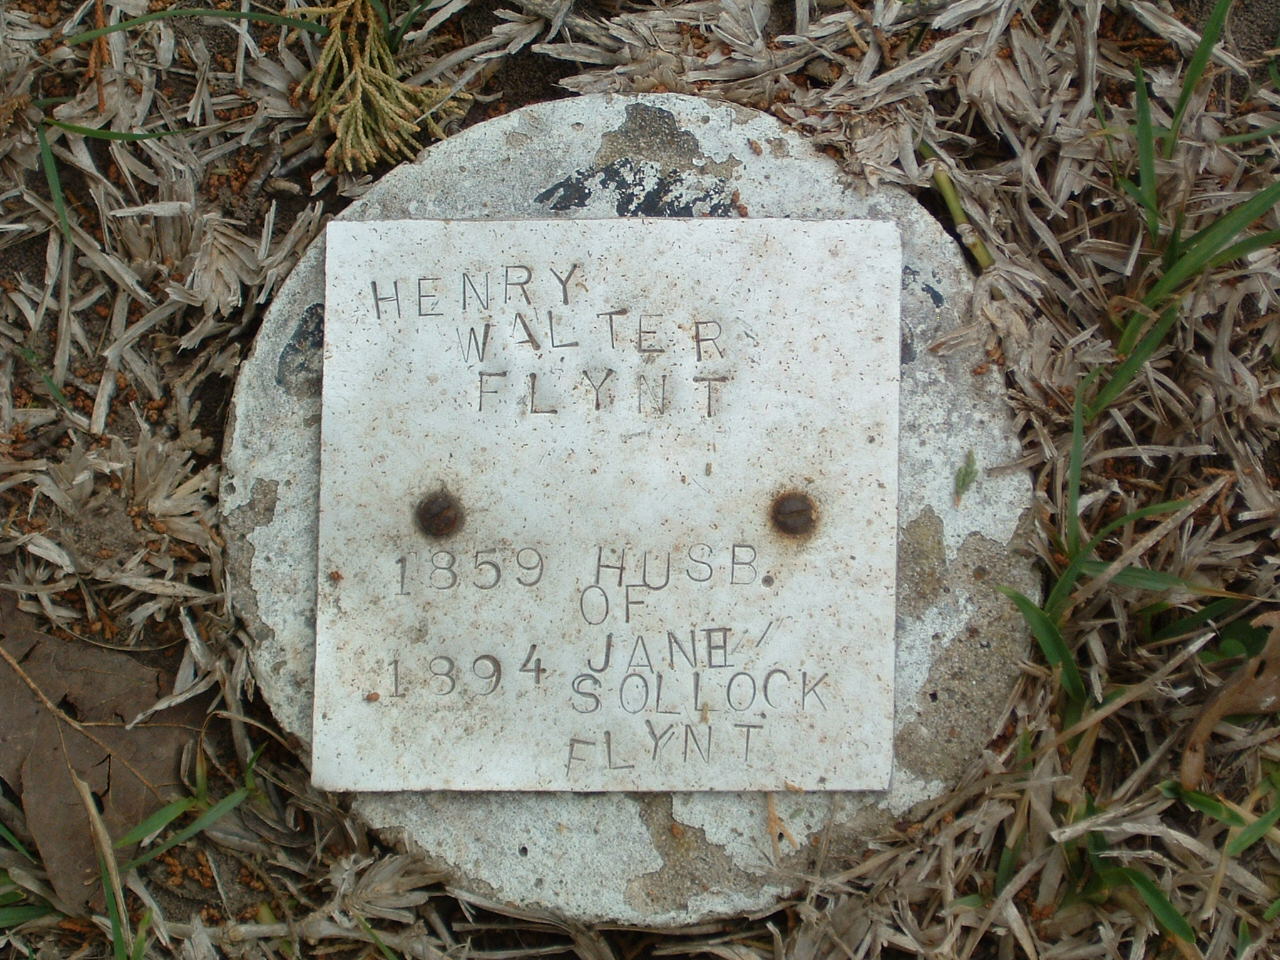 HENRY
WALTER
FLYNT
1859 HUSB.
OF
JANE/
1894 SOLLOCK
FLYNT